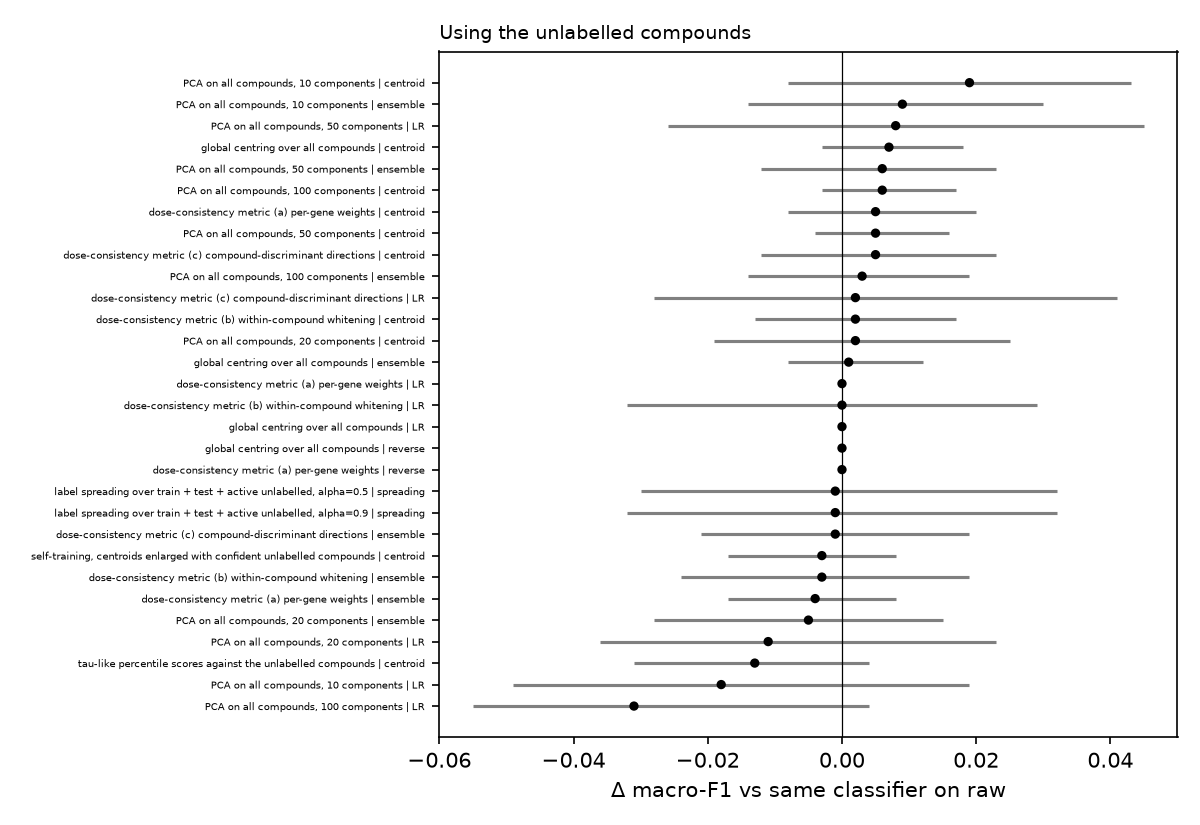 Using the unlabelled compounds
PCA on all compounds, 10 components | centroid
PCA on all compounds, 10 components | ensemble
PCA on all compounds, 50 components | LR
global centring over all compounds | centroid
PCA on all compounds, 50 components | ensemble
PCA on all compounds, 100 components | centroid
dose-consistency metric (a) per-gene weights | centroid
PCA on all compounds, 50 components | centroid
dose-consistency metric (c) compound-discriminant directions | centroid
PCA on all compounds, 100 components | ensemble
dose-consistency metric (c) compound-discriminant directions | LR
dose-consistency metric (b) within-compound whitening | centroid
PCA on all compounds, 20 components | centroid
global centring over all compounds | ensemble
dose-consistency metric (a) per-gene weights | LR
dose-consistency metric (b) within-compound whitening | LR
global centring over all compounds | LR
global centring over all compounds | reverse
dose-consistency metric (a) per-gene weights | reverse
label spreading over train + test + active unlabelled, alpha=0.5 | spreading
label spreading over train + test + active unlabelled, alpha=0.9 | spreading
dose-consistency metric (c) compound-discriminant directions | ensemble
self-training, centroids enlarged with confident unlabelled compounds | centroid
dose-consistency metric (b) within-compound whitening | ensemble
dose-consistency metric (a) per-gene weights | ensemble
PCA on all compounds, 20 components | ensemble
PCA on all compounds, 20 components | LR
tau-like percentile scores against the unlabelled compounds | centroid
PCA on all compounds, 10 components | LR
PCA on all compounds, 100 components | LR
−0.06 −0.04 −0.02 0.00 0.02 0.04
Δ macro-F1 vs same classifier on raw